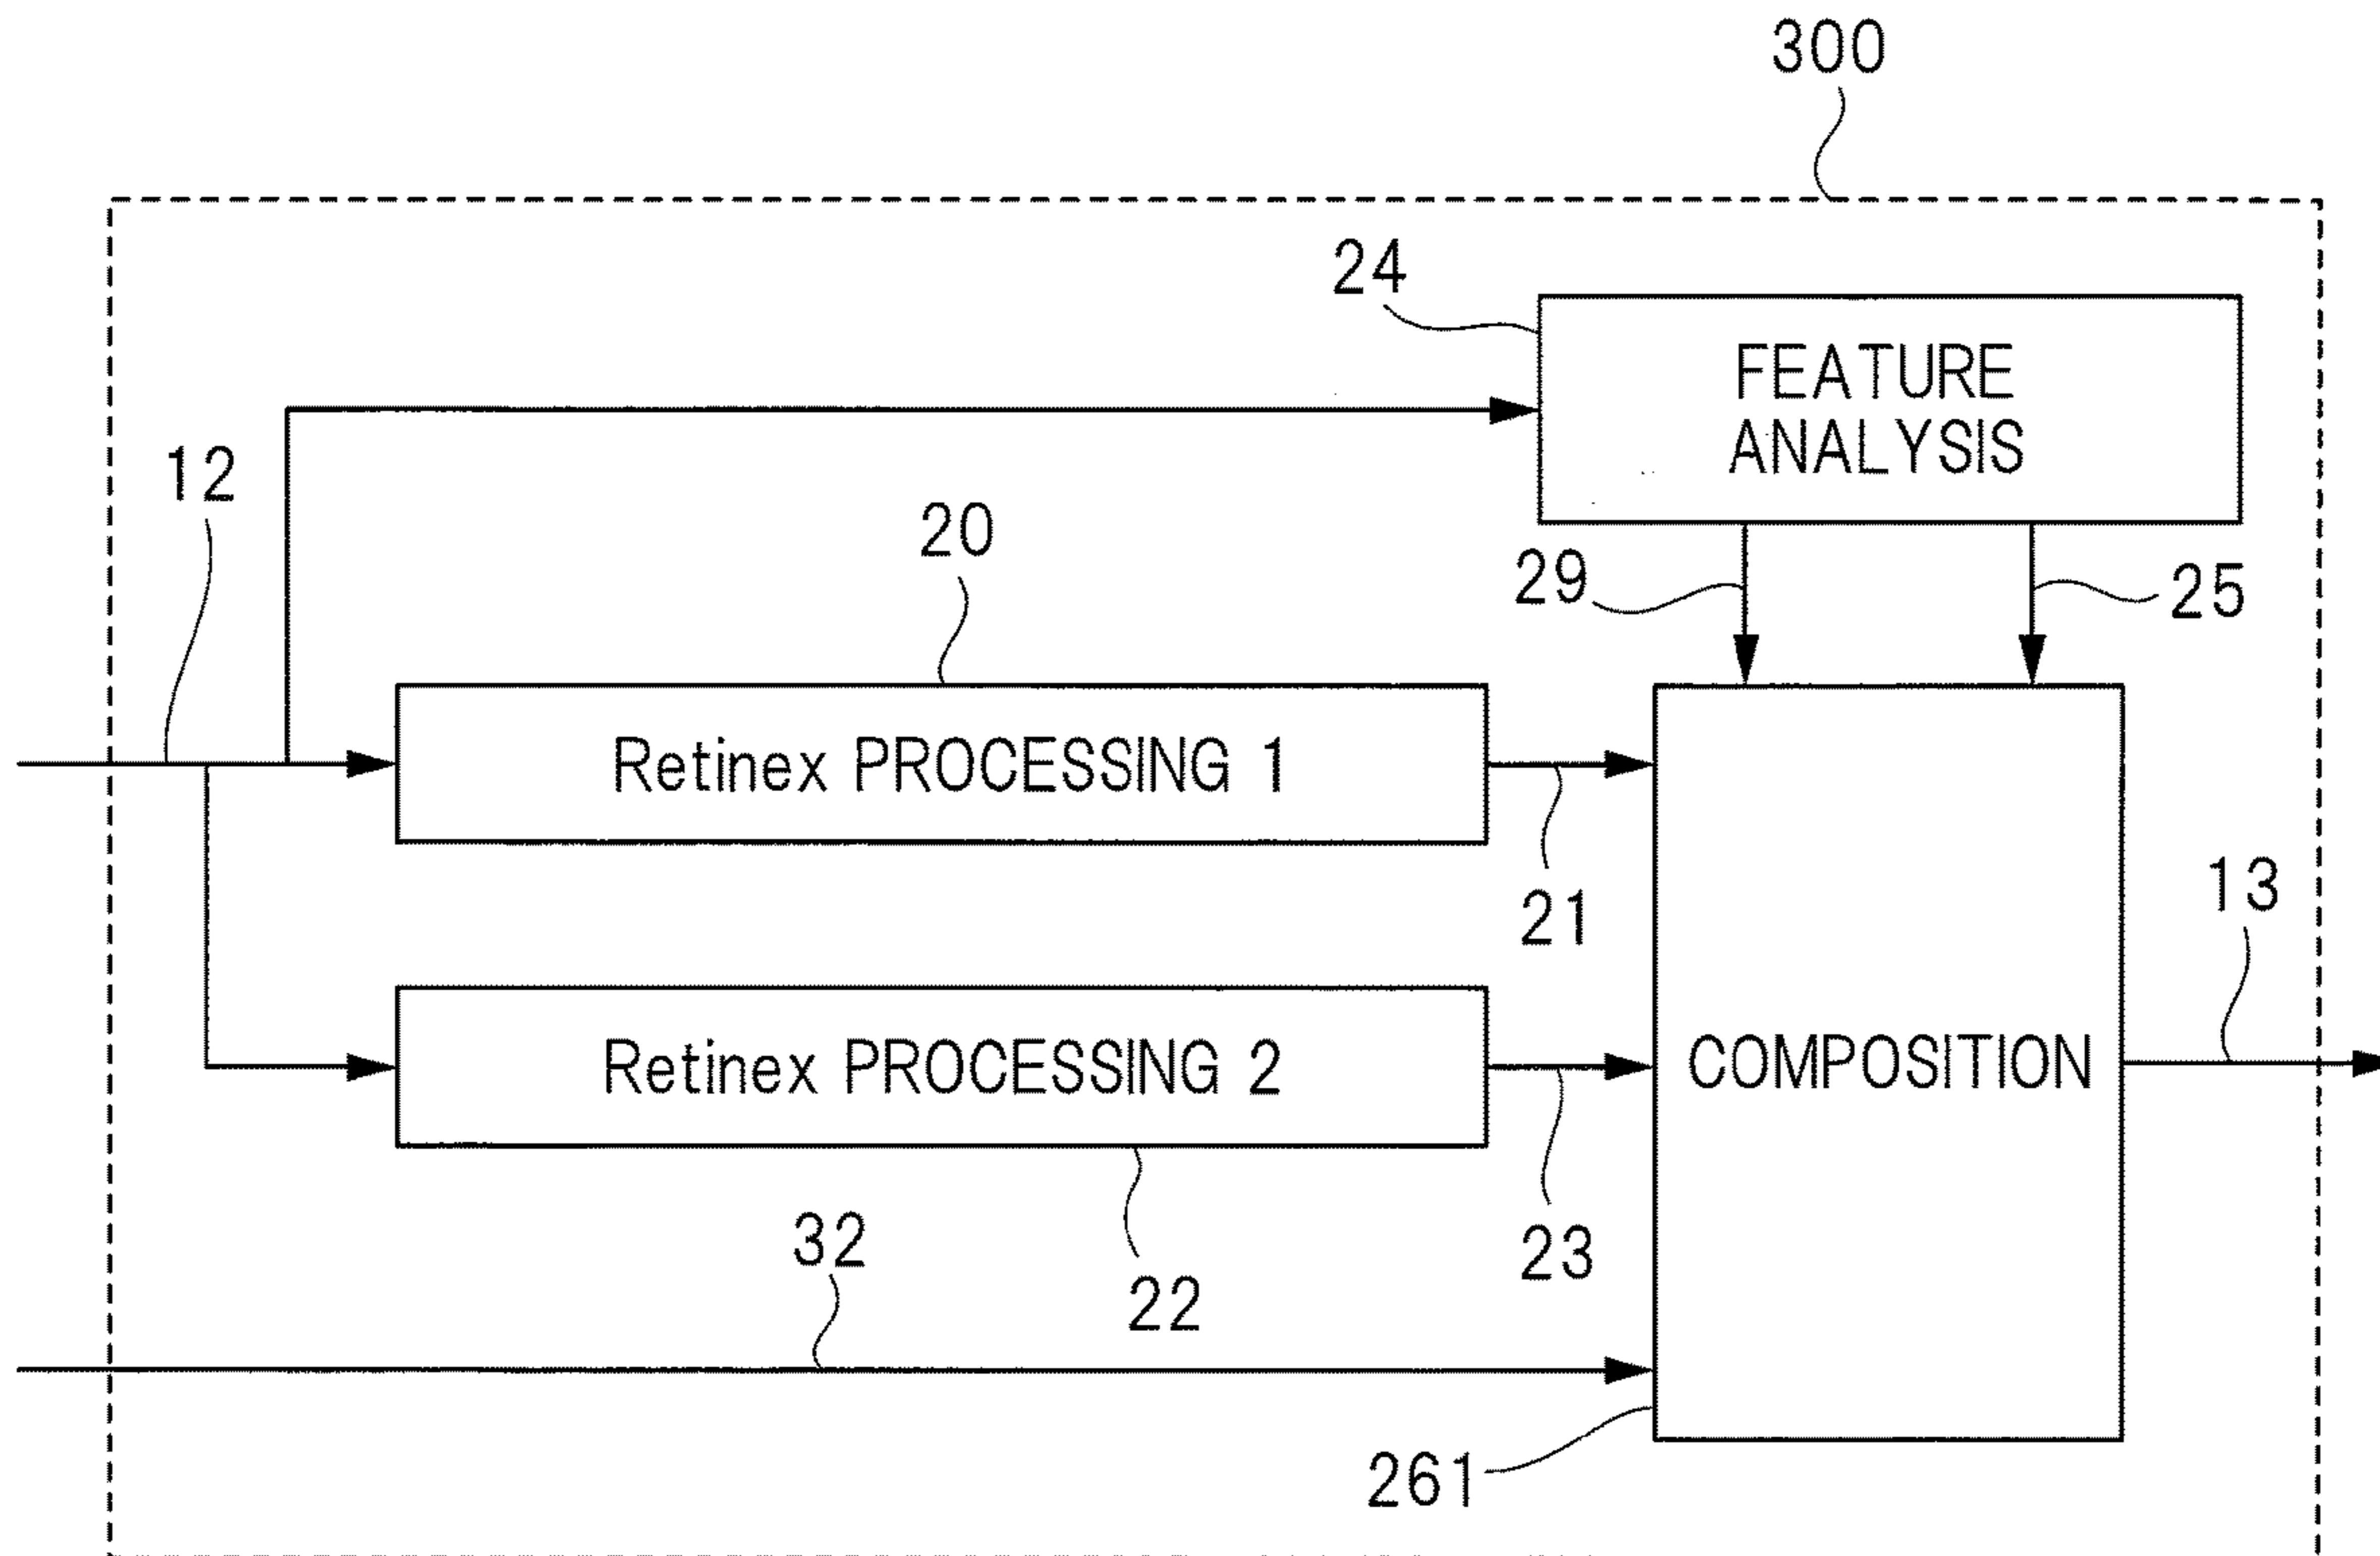 300
24
FEATURE
ANALYSIS
12
20
29
25
Retinex PROCESSING 1
21
13
Retinex PROCESSING 2
COMPOSITION
23
32
22
261